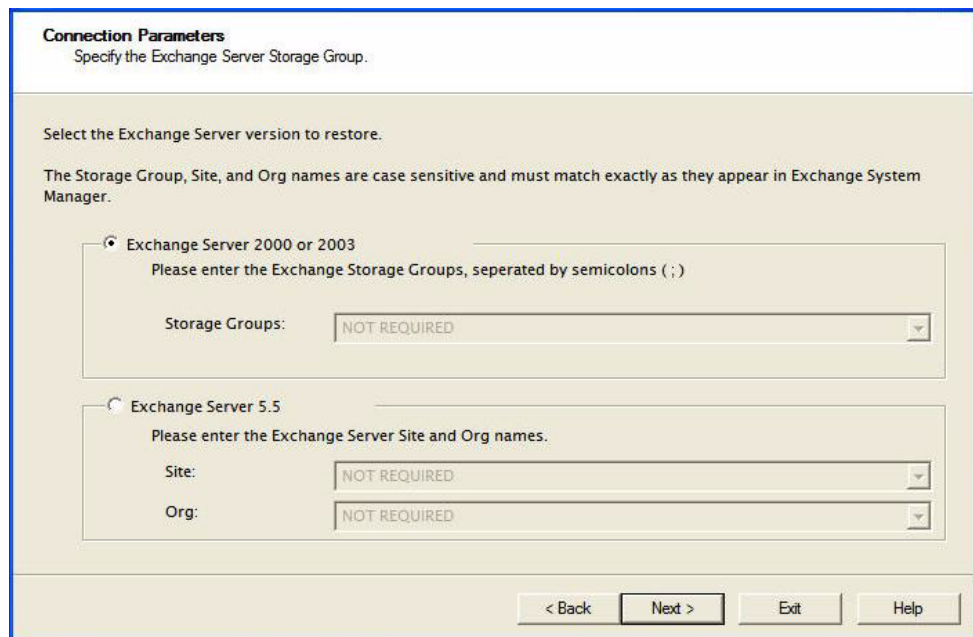 Connection Parameters
Specify the Exchange Server Storage Group.
Select the Exchange Server version to restore.
The Storage Group, Site, and Org names are case sensitive and must match exactly as they appear in Exchange System
Manager.
Exchange Server 2000 or 2003
Please enter the Exchange Storage Groups, seperated by semicolons ( ; )
Storage Groups:
NOT REQUIRED
Exchange Server 5.5
Please enter the Exchange Server Site and Org names.
Site:
NOT REQUIRED
Org:
NOT REQUIRED
< Back
Next >
Exit
Help